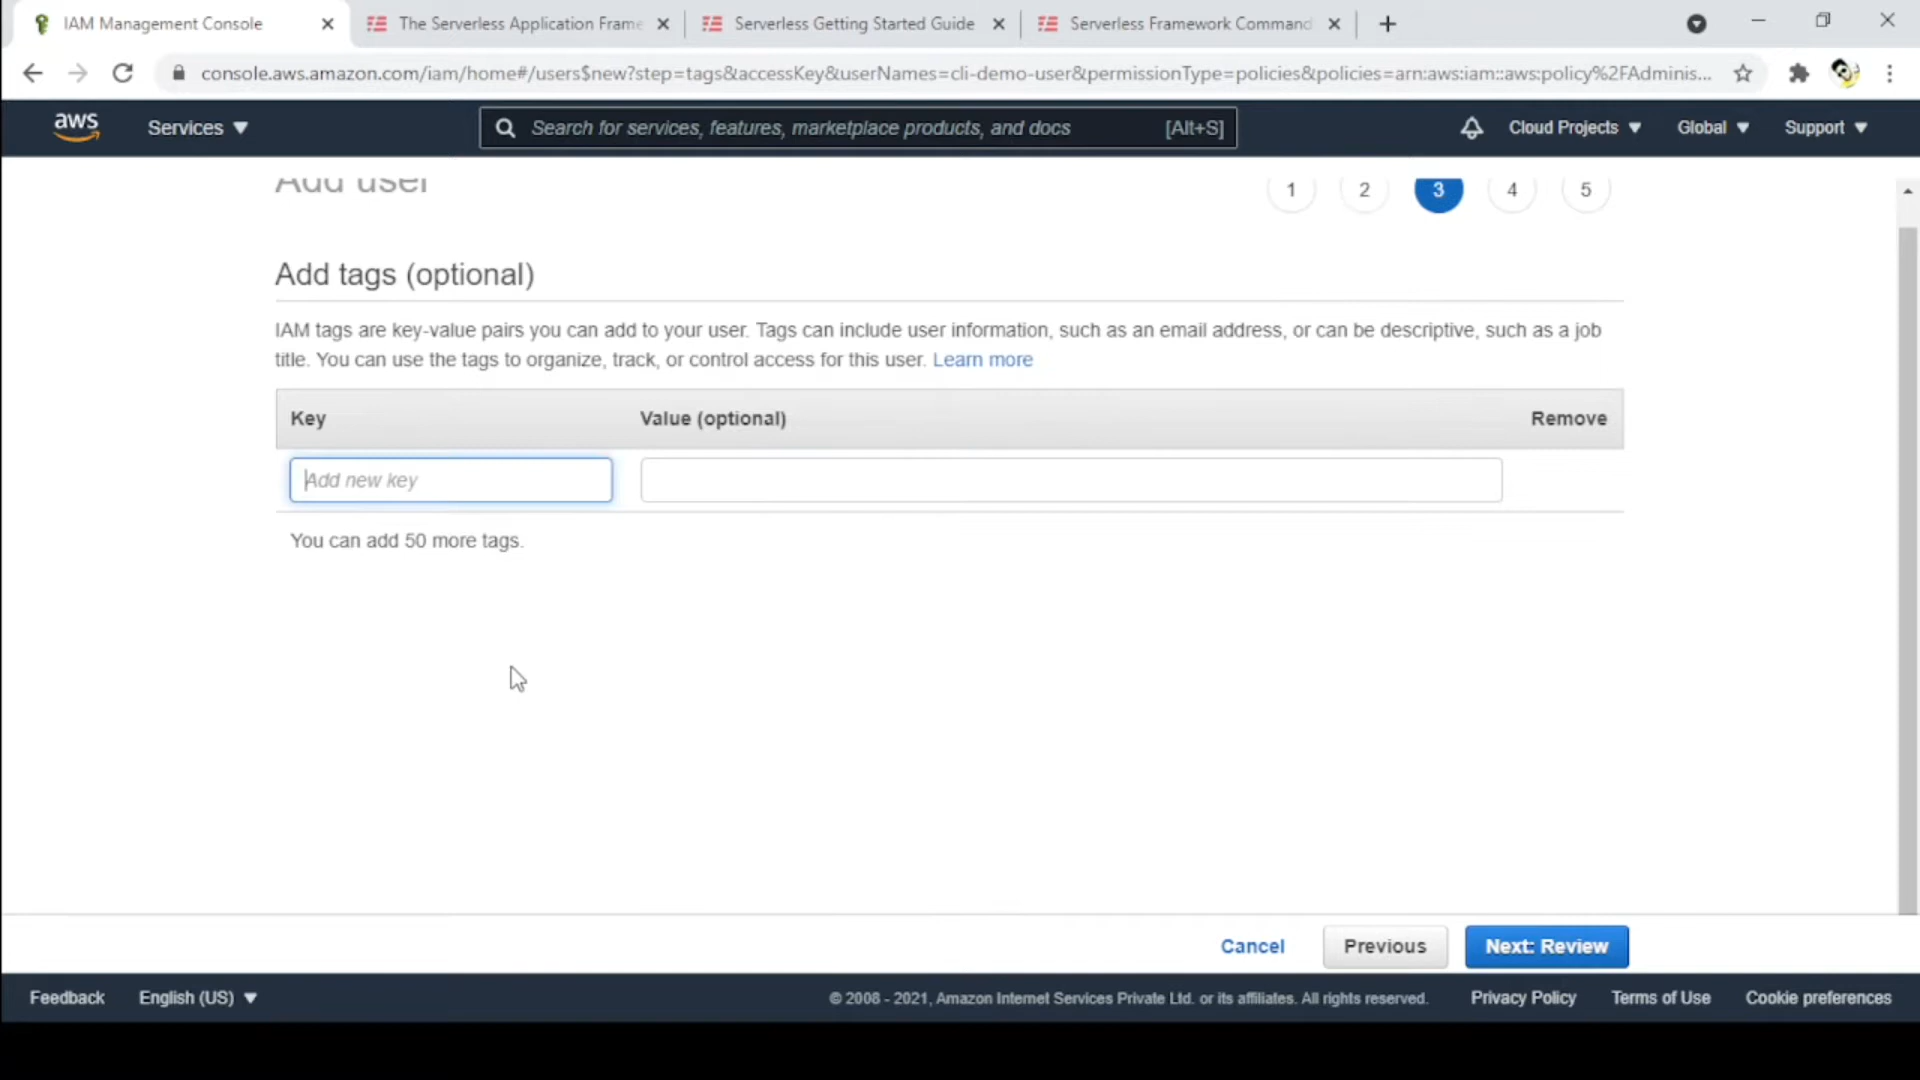 IAM Management Console
The Serverless Application Frame
Serverless Getting Started Guide
Serverless Framework Command
console.aws.amazon.com/iam/home#/users$new?step=tags&accessKey&userNames=cli-demo-user&permissionType=policies&policies=arn:aws:iam::aws:policy%2FAdminis...
aws
Services
Search for services, features, marketplace products, and docs
[Alt+S]
Cloud Projects
Global
Support
Add user
1
2
3
4
5
Add tags (optional)
IAM tags are key-value pairs you can add to your user. Tags can include user information, such as an email address, or can be descriptive, such as a job
title. You can use the tags to organize, track, or control access for this user. Learn more
Key
Value (optional)
Remove
Add new key
You can add 50 more tags.
Cancel
Previous
Next: Review
Feedback
English (US)
© 2008 - 2021, Amazon Internet Services Private Ltd. or its affiliates. All rights reserved.
Privacy Policy
Terms of Use
Cookie preferences